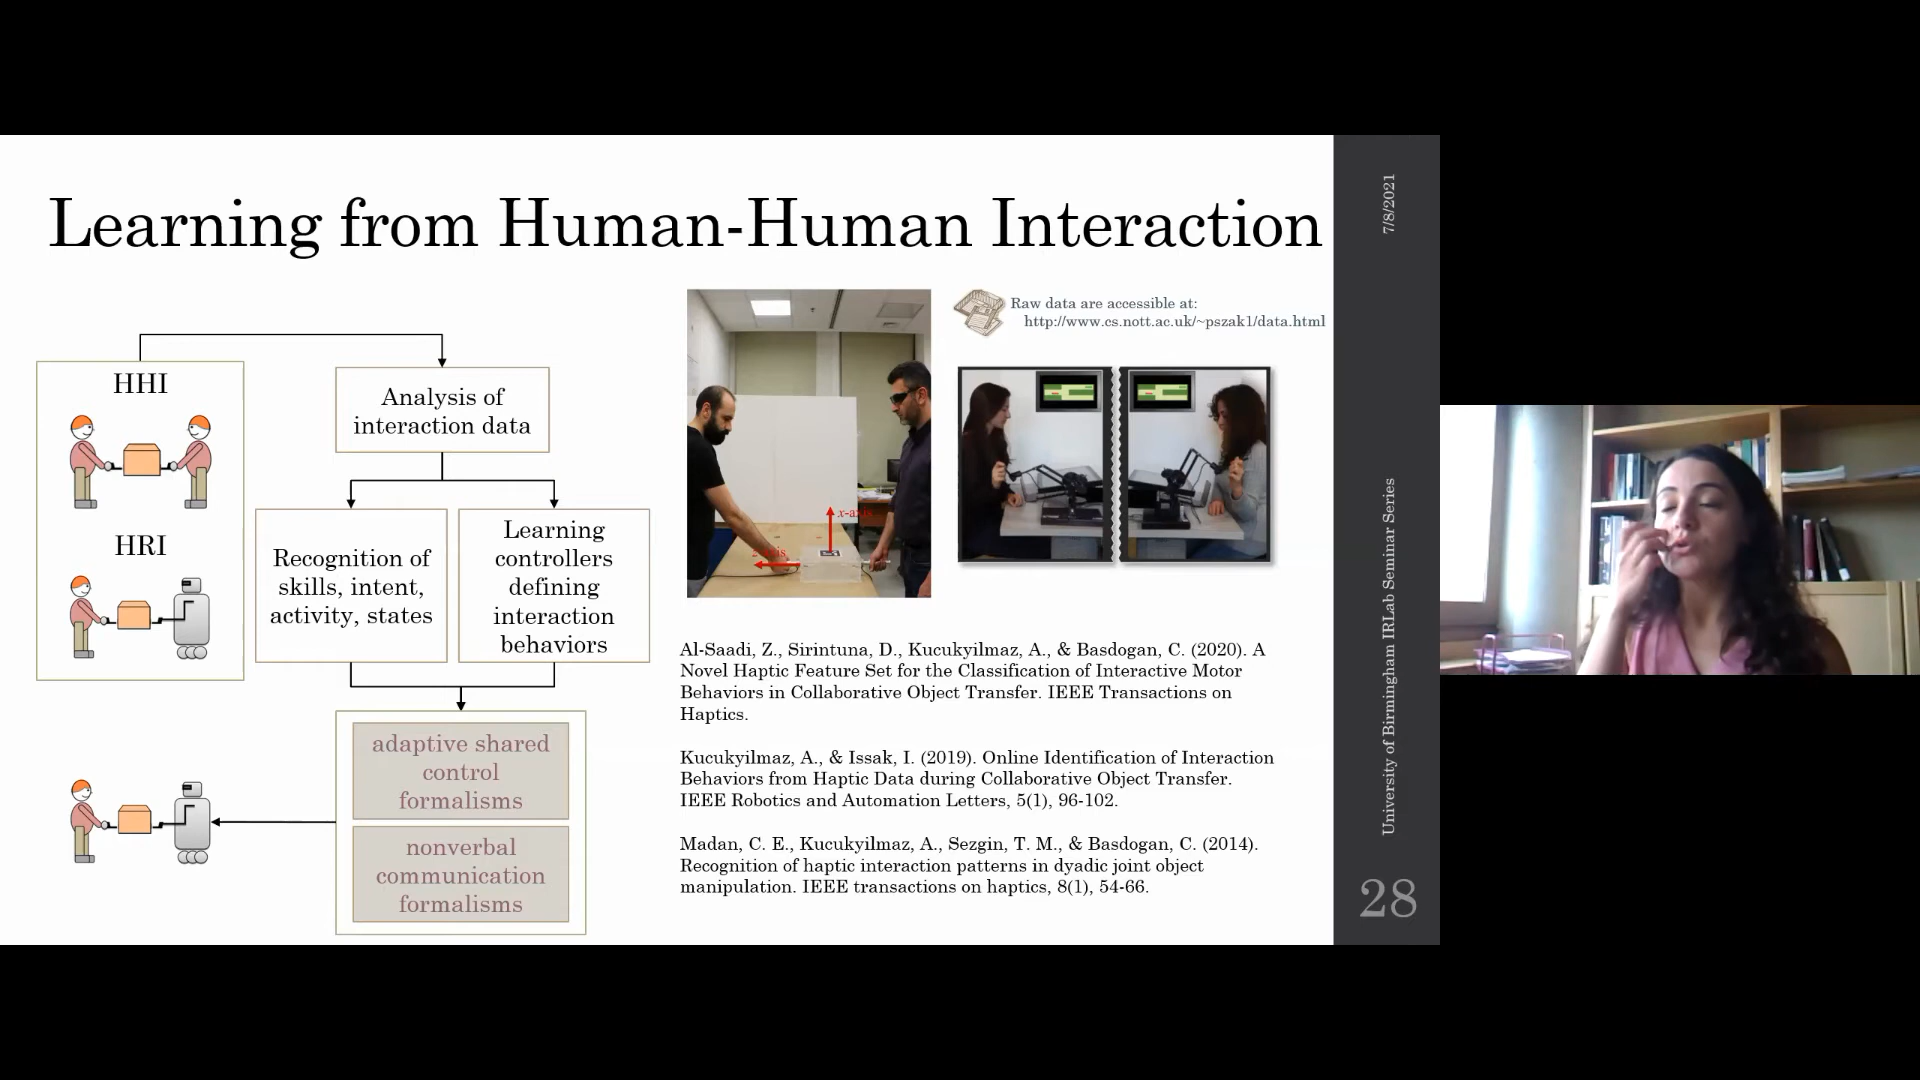 Learning from Human-Human Interaction
HHI
HRI
Analysis of
interaction data
Recognition of
skills, intent,
activity, states
Learning
controllers
defining
interaction
behaviors
adaptive shared
control
formalisms
nonverbal
communication
formalisms
x-axis
z-axis
Raw data are accessible at:
http://www.cs.nott.ac.uk/~pszak1/data.html
Al-Saadi, Z., Sirintuna, D., Kucukyilmaz, A., & Basdogan, C. (2020). A
Novel Haptic Feature Set for the Classification of Interactive Motor
Behaviors in Collaborative Object Transfer. IEEE Transactions on
Haptics.
Kucukyilmaz, A., & Issak, I. (2019). Online Identification of Interaction
Behaviors from Haptic Data during Collaborative Object Transfer.
IEEE Robotics and Automation Letters, 5(1), 96-102.
Madan, C. E., Kucukyilmaz, A., Sezgin, T. M., & Basdogan, C. (2014).
Recognition of haptic interaction patterns in dyadic joint object
manipulation. IEEE transactions on haptics, 8(1), 54-66.
7/8/2021
University of Birmingham IRLab Seminar Series
28